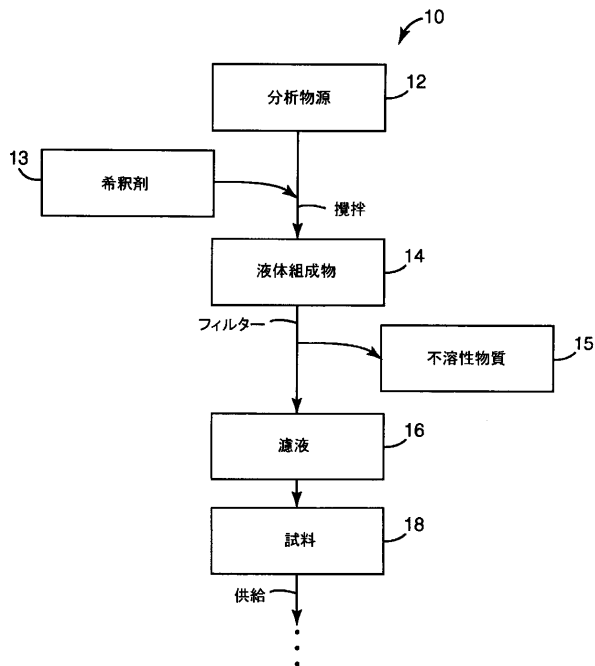 10
分析物源
12
13
希釈剤
攪拌
液体組成物
14
フィルター
不溶性物質
15
濾液
16
試料
18
供給